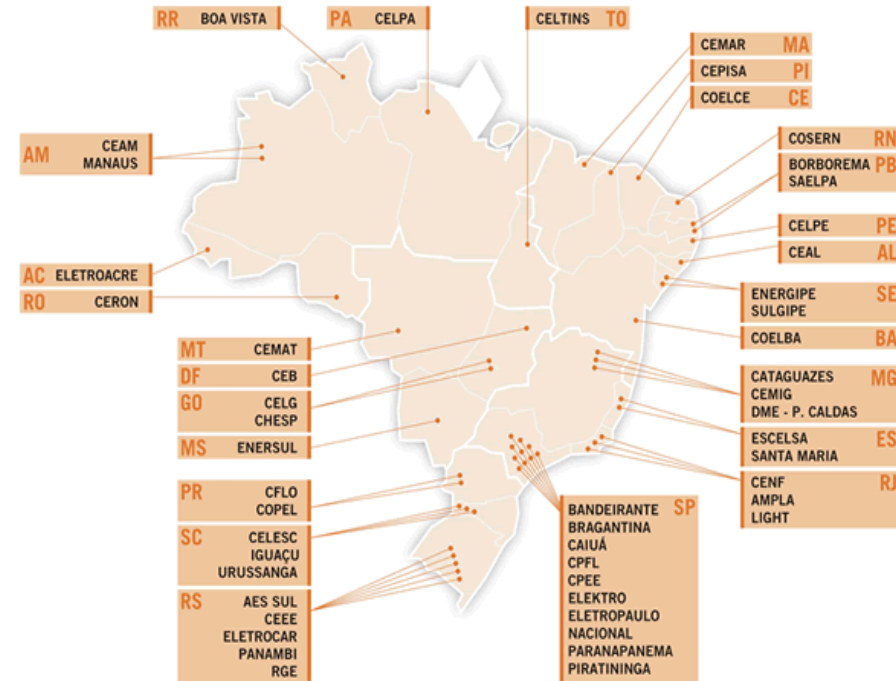 RR BOA VISTA
PA CELPA
CELTINS TO
CEMAR MA
CEPISA PI
COELCE CE
AM CEAM
MANAUS
COSERN RN
BORBOREMA PB
SAELPA
CELPE PE
CEAL AL
AC ELETROACRE
RO CERON
ENERGIPE SE
SULGIPE
COELBA BA
MT CEMAT
DF CEB
GO CELG
CHESP
MS ENERSUL
CATAGUAZES MG
CEMIG
DME - P. CALDAS
ESCELSA ES
SANTA MARIA
CENF RJ
AMPLA
LIGHT
PR CFLO
COPEL
SC CELESC
IGUAÇU
URUSSANGA
RS AES SUL
CEEE
ELETROCAR
PANAMBI
RGE
BANDEIRANTE SP
BRAGANTINA
CAIUÁ
CPFL
CPEE
ELEKTRO
ELETROPAULO
NACIONAL
PARANAPANEMA
PIRATININGA